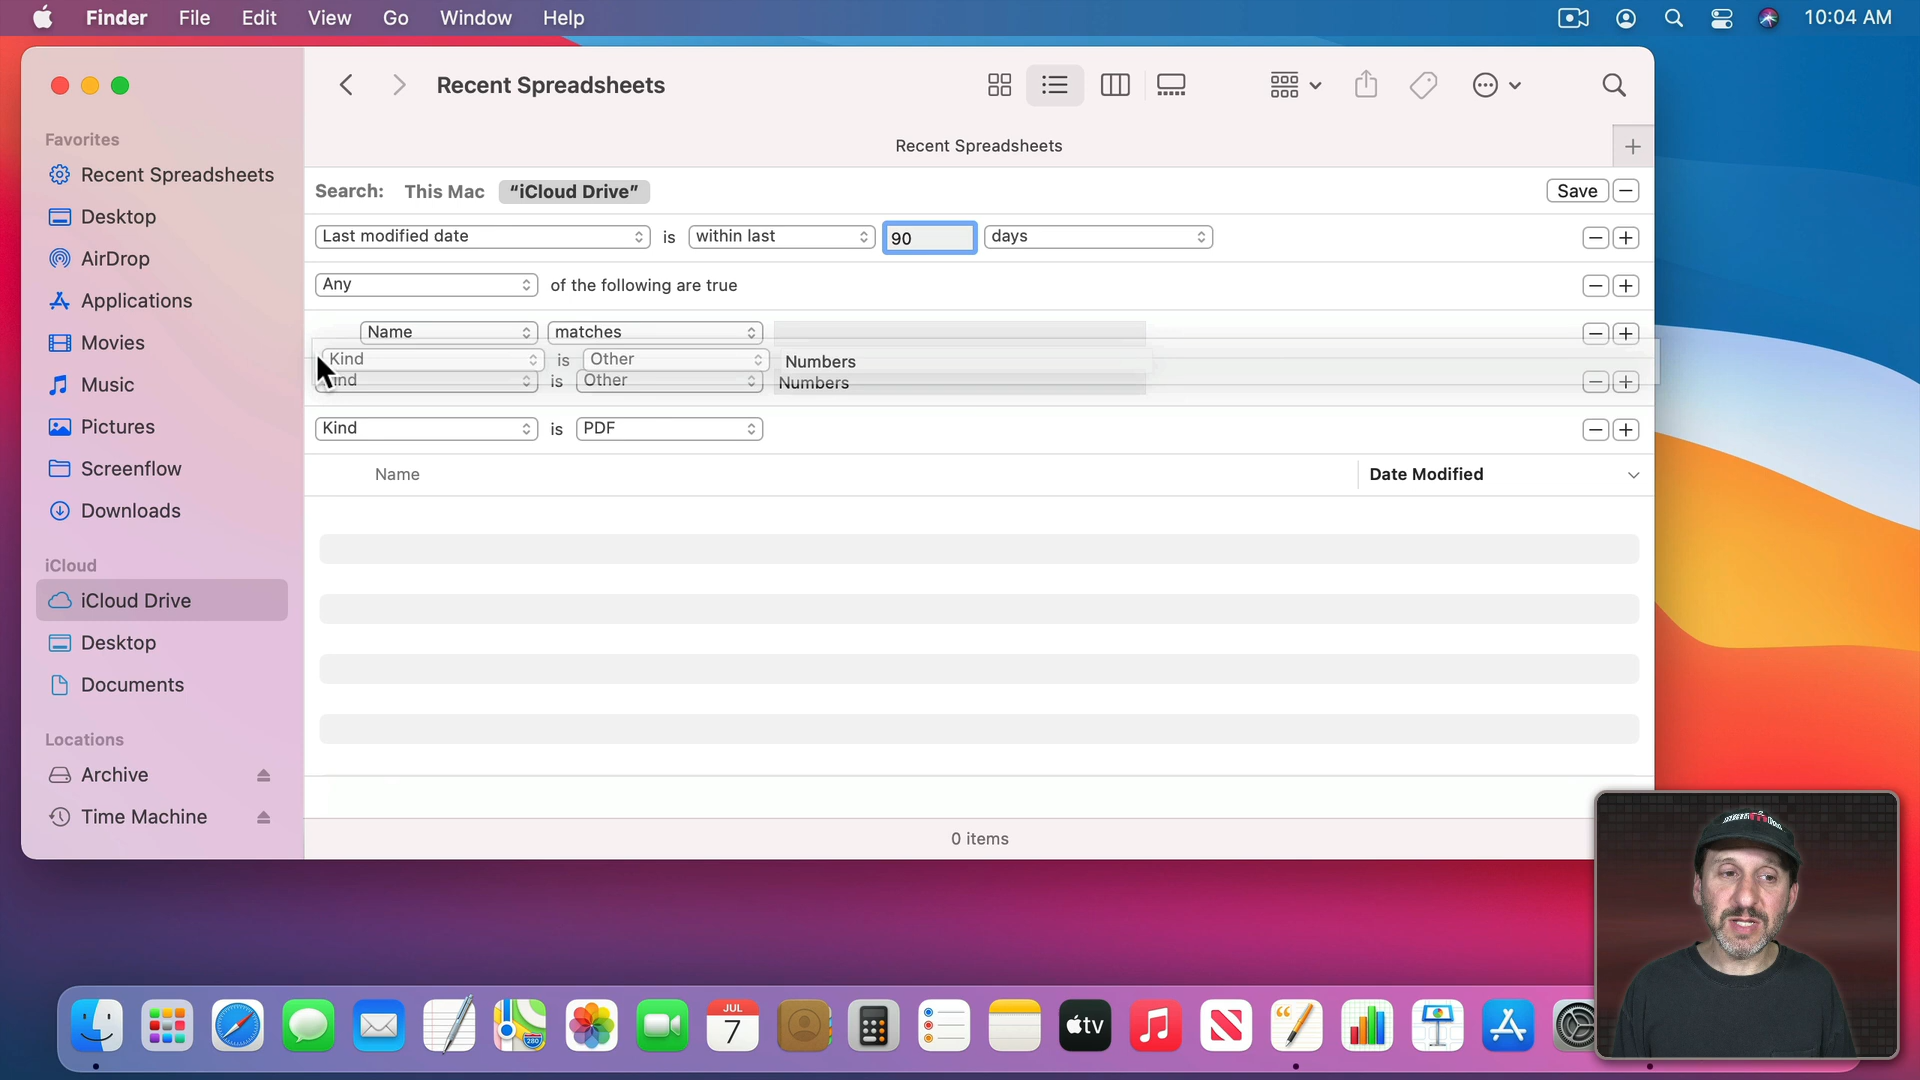 Finder File Edit View Go Window Help 10:04 AM
Recent Spreadsheets
Favorites
Recent Spreadsheets
Desktop
AirDrop
Applications
Movies
Music
Pictures
Screenflow
Downloads
iCloud
iCloud Drive
Desktop
Documents
Locations
Archive
Time Machine
Recent Spreadsheets
Search: This Mac “iCloud Drive” Save
Last modified date is within last 90 days
Any of the following are true
Name matches
Kind is Other Numbers
is Other Numbers
Kind is PDF
Name Date Modified
0 items
JUL
7
280
tv